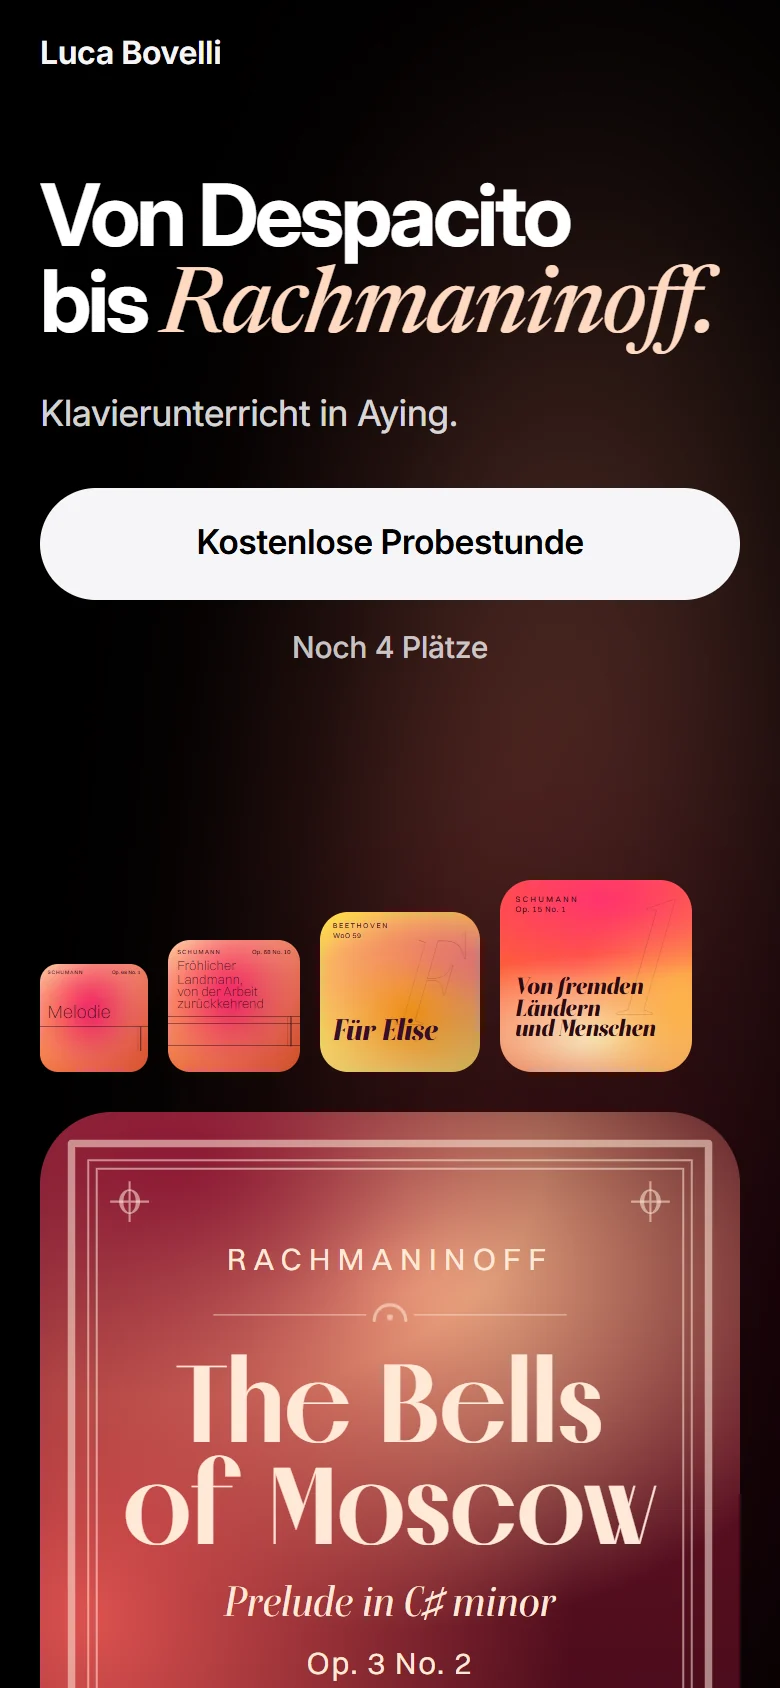 Luca Bovelli
Von Despacito
bis Rachmaninoff.
Klavierunterricht in Aying.
Kostenlose Probestunde
Noch 4 Plätze
SCHUMANN
Melodie
SCHUMANN Op. 68 No. 10
Fröhlicher
Landmann,
von der Arbeit
zurückkehrend
BEETHOVEN
WoO 59
Für Elise
SCHUMANN
Op. 15 No. 1
Von fremden
Ländern
und Menschen
RACHMANINOFF
The Bells
of Moscow
Prelude in C♯ minor
Op. 3 No. 2